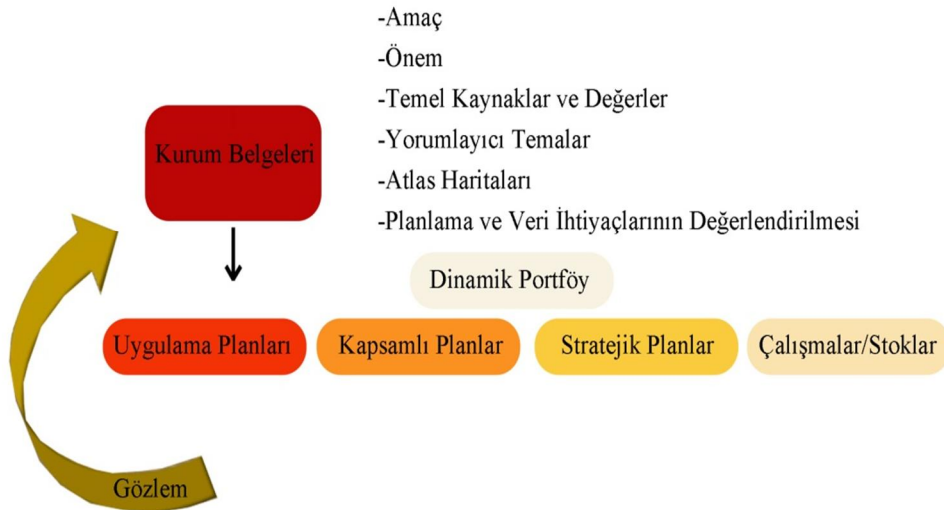 -Amaç
-Önem
-Temel Kaynaklar ve Değerler
-Yorumlayıcı Temalar
-Atlas Haritaları
-Planlama ve Veri İhtiyaçlarının Değerlendirilmesi
Kurum Belgeleri
Dinamik Portföy
Uygulama Planları
Kapsamlı Planlar
Stratejik Planlar
Çalışmalar/Stoklar
Gözlem